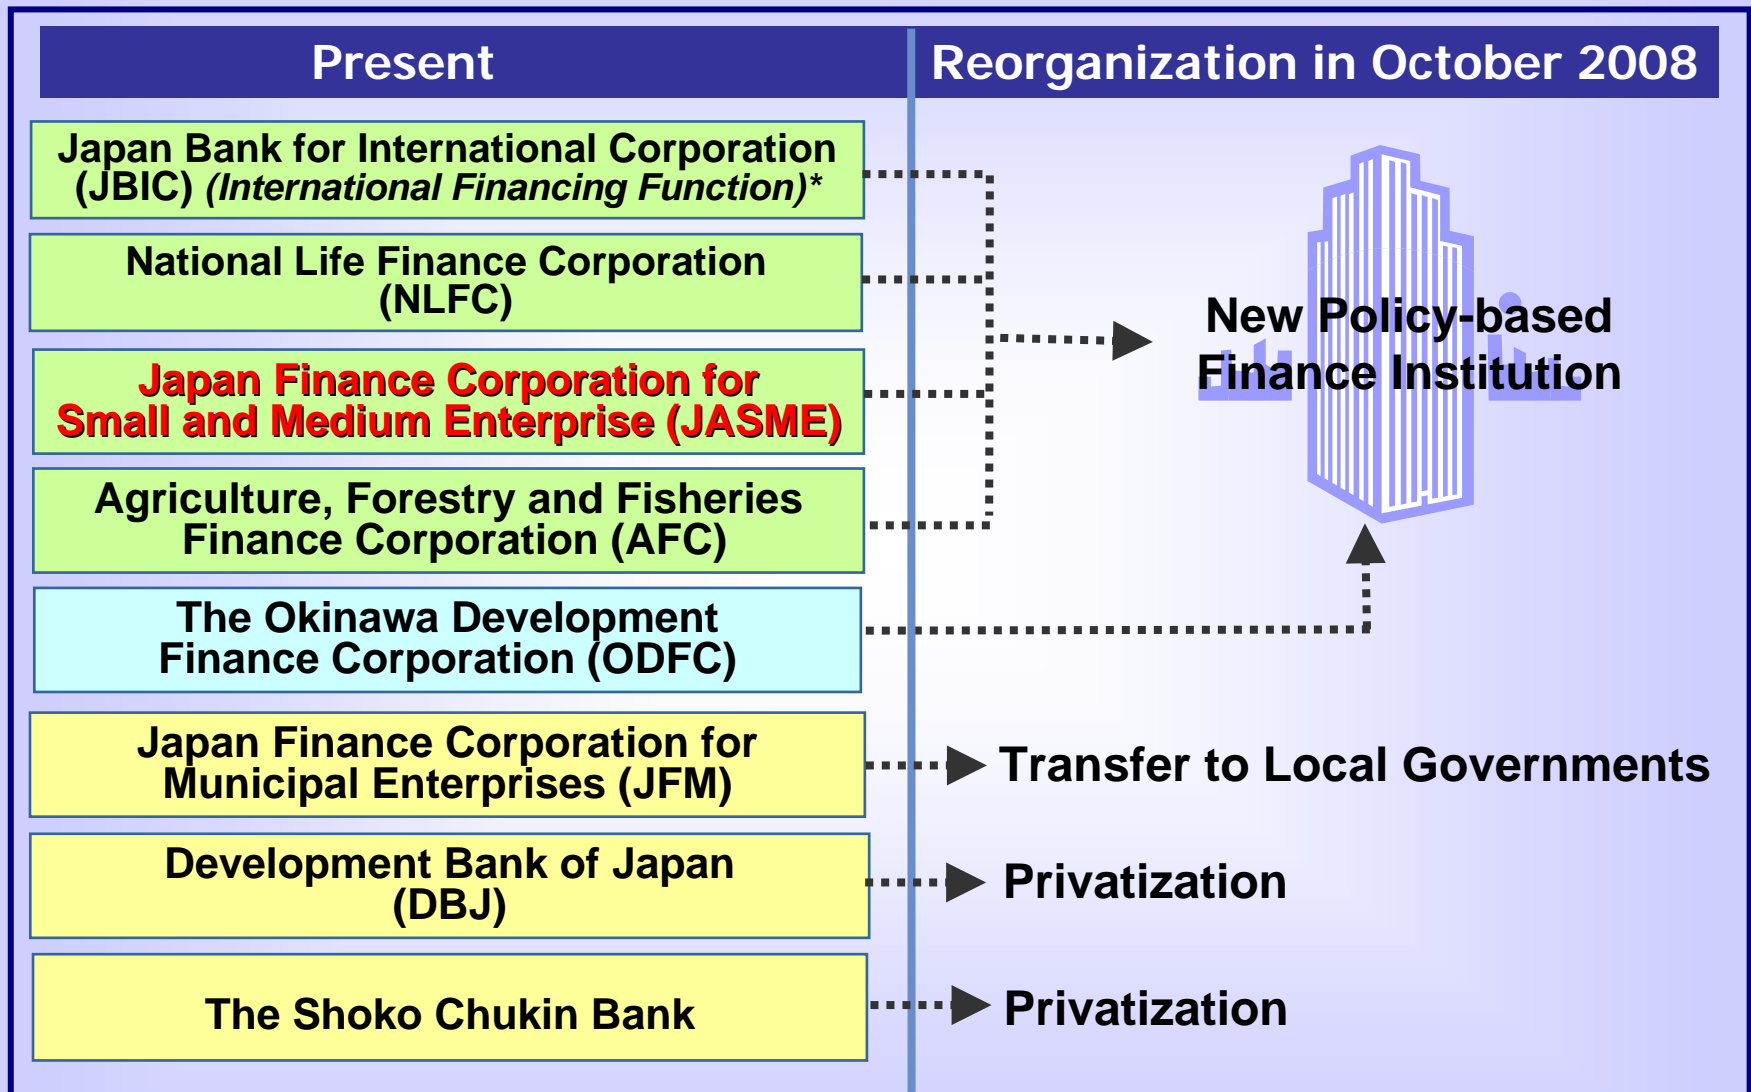 Present
Reorganization in October 2008
Japan Bank for International Corporation
(JBIC) (International Financing Function)*
National Life Finance Corporation
(NLFC)
Japan Finance Corporation for
Small and Medium Enterprise (JASME)
Agriculture, Forestry and Fisheries
Finance Corporation (AFC)
New Policy-based
Finance Institution
The Okinawa Development
Finance Corporation (ODFC)
Japan Finance Corporation for
Municipal Enterprises (JFM)
Transfer to Local Governments
Development Bank of Japan
(DBJ)
Privatization
The Shoko Chukin Bank
Privatization